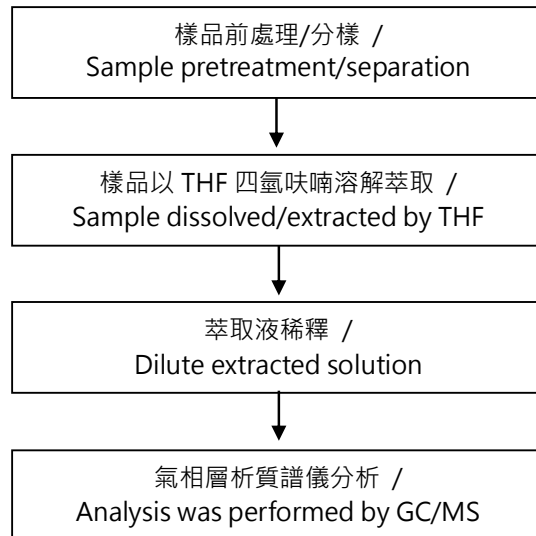 樣品前處理/分樣 /
Sample pretreatment/separation
樣品以 THF 四氫呋喃溶解萃取 /
Sample dissolved/extracted by THF
萃取液稀釋 /
Dilute extracted solution
氣相層析質譜儀分析 /
Analysis was performed by GC/MS